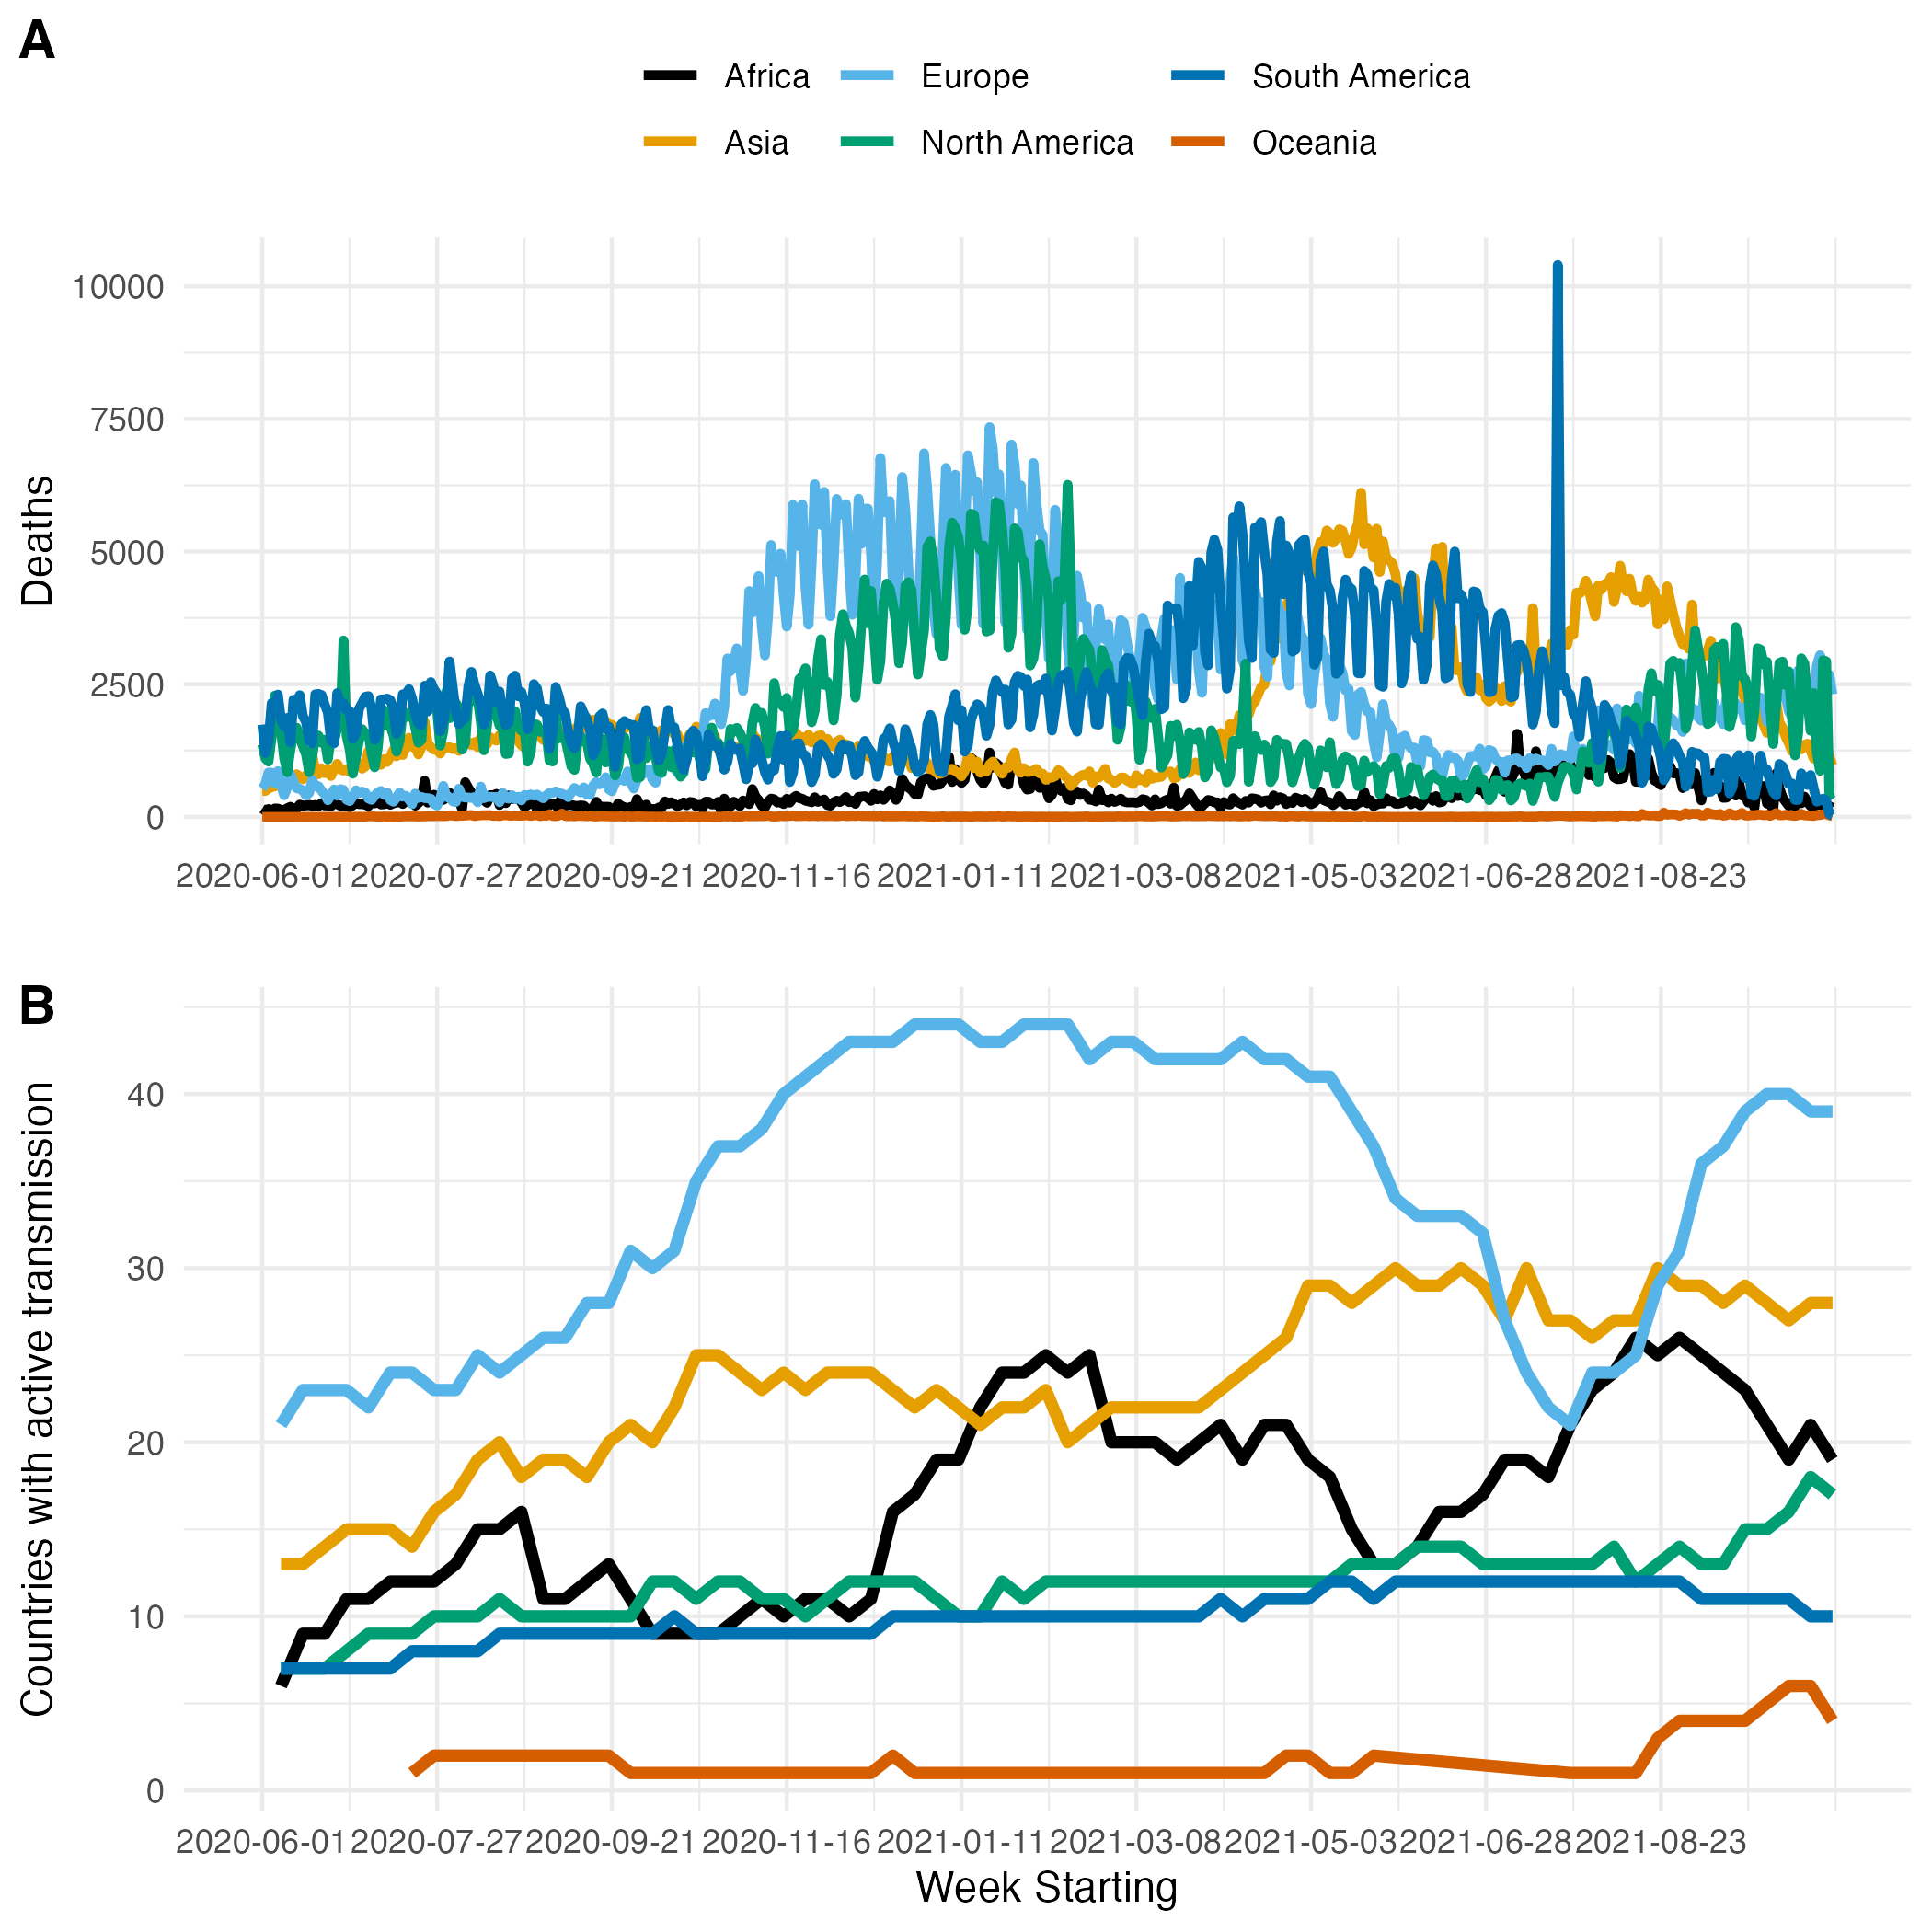 A
Africa Europe South America
Asia North America Oceania
Deaths
10000
7500
5000
2500
0
2020-06-01 2020-07-27 2020-09-21 2020-11-16 2021-01-11 2021-03-08 2021-05-03 2021-06-28 2021-08-23
B
Countries with active transmission
40
30
20
10
0
2020-06-01 2020-07-27 2020-09-21 2020-11-16 2021-01-11 2021-03-08 2021-05-03 2021-06-28 2021-08-23
Week Starting